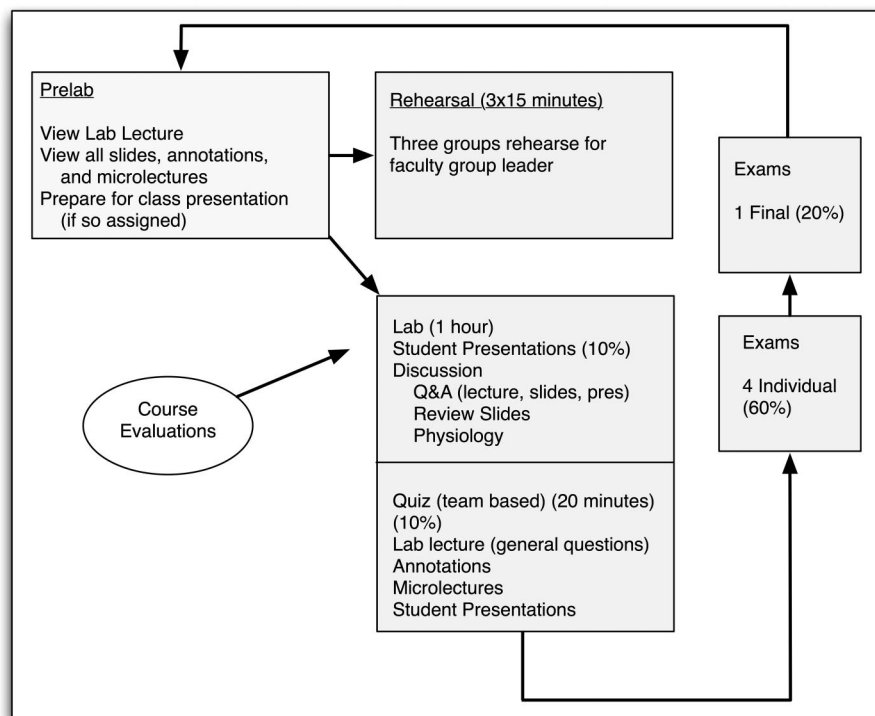 Prelab
View Lab Lecture
View all slides, annotations,
and microlectures
Prepare for class presentation
(if so assigned)
Rehearsal (3x15 minutes)
Three groups rehearse for
faculty group leader
Exams
1 Final (20%)
Lab (1 hour)
Student Presentations (10%)
Discussion
Q&A (lecture, slides, pres)
Review Slides
Physiology
Exams
4 Individual
(60%)
Course
Evaluations
Quiz (team based) (20 minutes)
(10%)
Lab lecture (general questions)
Annotations
Microlectures
Student Presentations